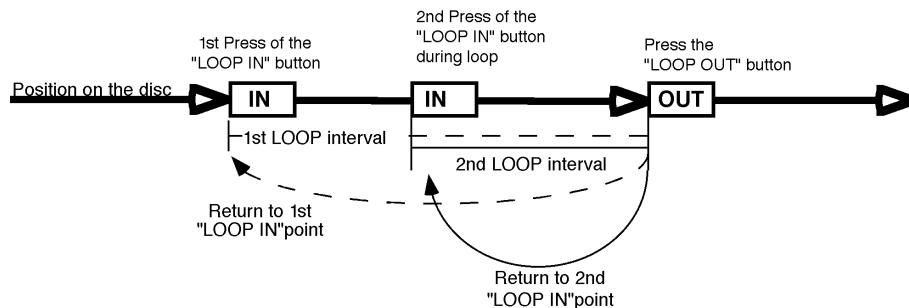 1st Press of the
"LOOP IN" button
2nd Press of the
"LOOP IN" button
during loop
Press the
"LOOP OUT" button
Position on the disc
IN
IN
OUT
1st LOOP interval
2nd LOOP interval
Return to 1st
"LOOP IN"point
Return to 2nd
"LOOP IN"point